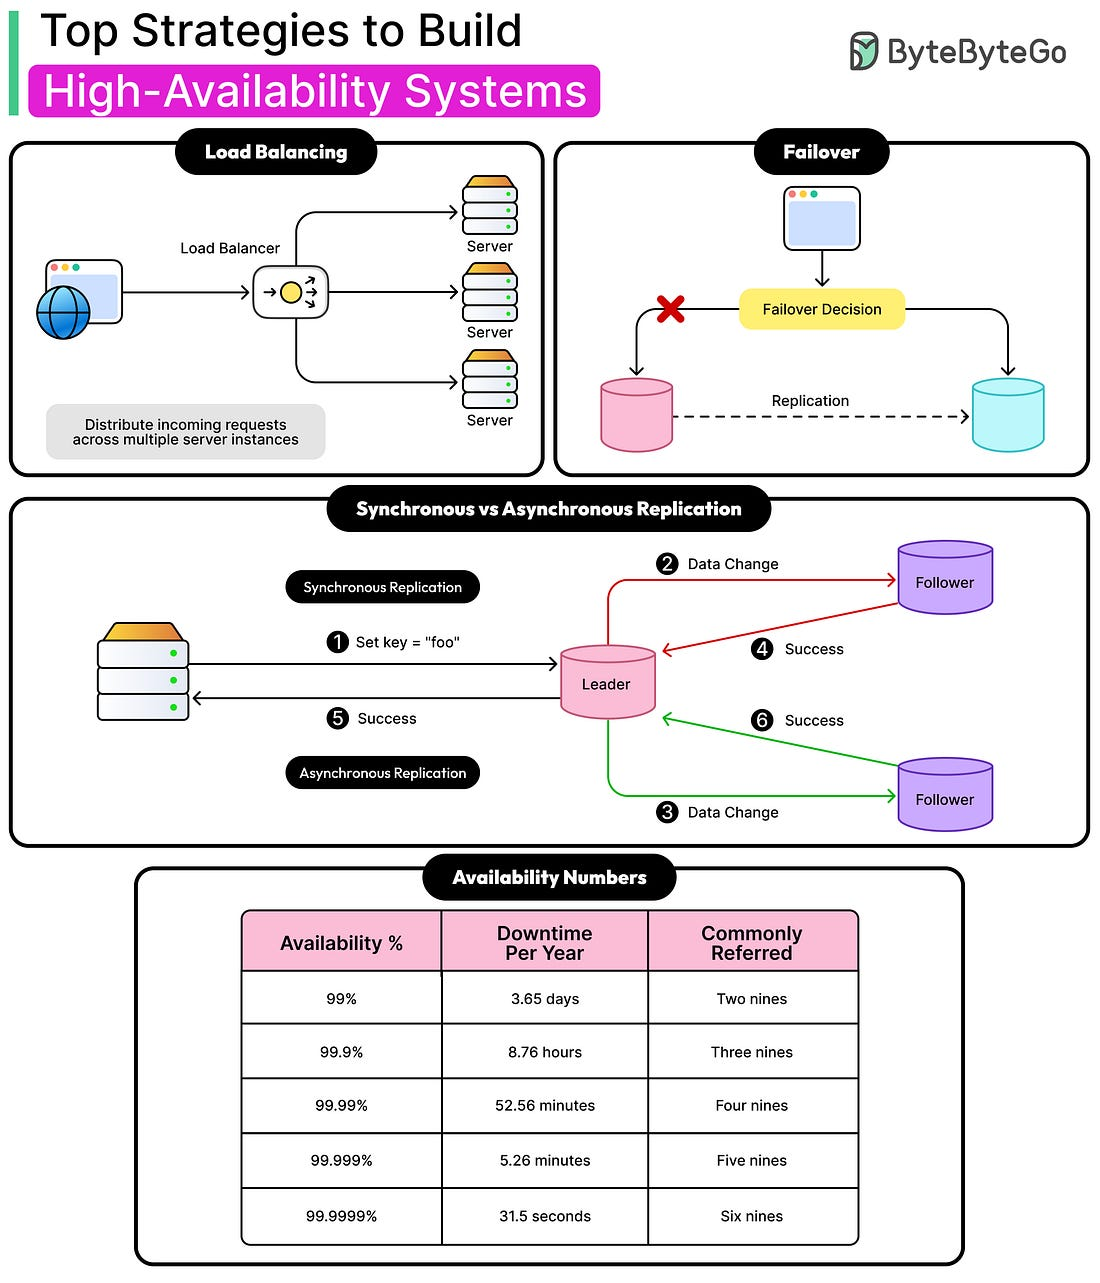 Top Strategies to Build
High-Availability Systems
ByteByteGo
Load Balancing
Load Balancer
Server
Server
Server
Distribute incoming requests
across multiple server instances
Failover
Failover Decision
Replication
Synchronous vs Asynchronous Replication
Synchronous Replication
1 Set key = "foo"
5 Success
Asynchronous Replication
Leader
2 Data Change
Follower
4 Success
6 Success
Follower
3 Data Change
Availability Numbers
Availability %
Downtime
Per Year
Commonly
Referred
99%
3.65 days
Two nines
99.9%
8.76 hours
Three nines
99.99%
52.56 minutes
Four nines
99.999%
5.26 minutes
Five nines
99.9999%
31.5 seconds
Six nines